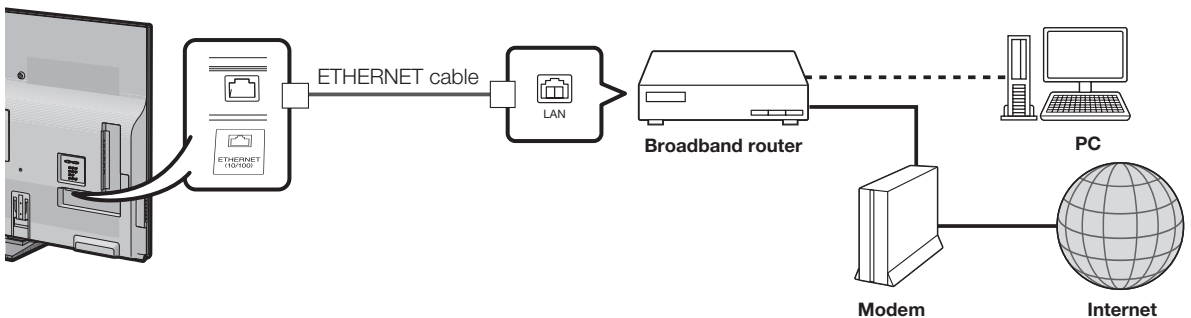 ETHERNET cable
ETHERNET
(10/100)
LAN
Broadband router
PC
Modem
Internet